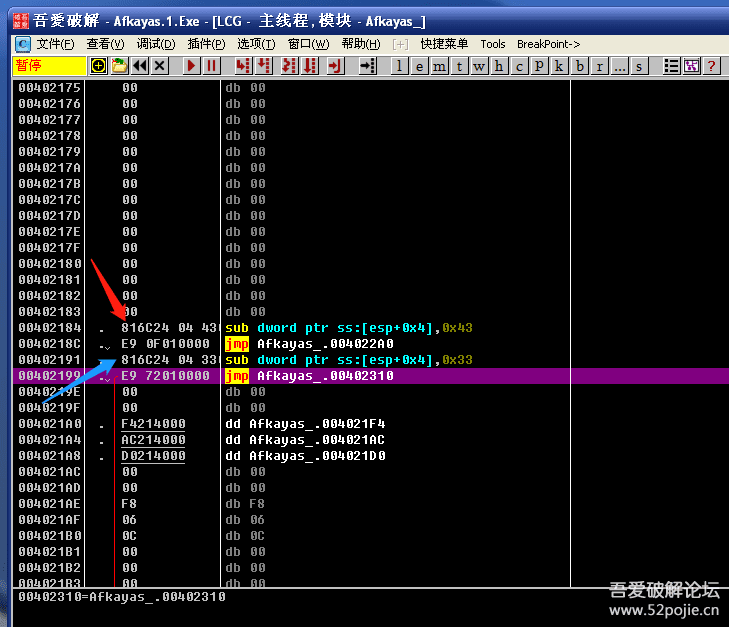 吾爱破解 - Afkayas.1.Exe - [LCG - 主线程, 模块 - Afkayas_]
C 文件(F) 查看(V) 调试(D) 插件(P) 选项(T) 窗口(W) 帮助(H) [+] 快捷菜单 Tools BreakPoint->
暂停 l e m t w h c P k b r ... s ?
00402175 00 db 00
00402176 00 db 00
00402177 00 db 00
00402178 00 db 00
00402179 00 db 00
0040217A 00 db 00
0040217B 00 db 00
0040217C 00 db 00
0040217D 00 db 00
0040217E 00 db 00
0040217F 00 db 00
00402180 00 db 00
00402181 00 db 00
00402182 00 db 00
00402183 00 db 00
00402184 . 816C24 04 43 sub dword ptr ss:[esp+0x4],0x43
0040218C . E9 0F010000 jmp Afkayas_.004022A0
00402191 . 816C24 04 33 sub dword ptr ss:[esp+0x4],0x33
00402199 . E9 72010000 jmp Afkayas_.00402310
0040219E 00 db 00
0040219F 00 db 00
004021A0 . F4214000 dd Afkayas_.004021F4
004021A4 . AC214000 dd Afkayas_.004021AC
004021A8 . D0214000 dd Afkayas_.004021D0
004021AC 00 db 00
004021AD 00 db 00
004021AE F8 db F8
004021AF 06 db 06
004021B0 0C db 0C
004021B1 00 db 00
004021B2 00 db 00
004021B3 00 db 00
00402310=Afkayas_.00402310
吾爱破解论坛
www.52pojie.cn